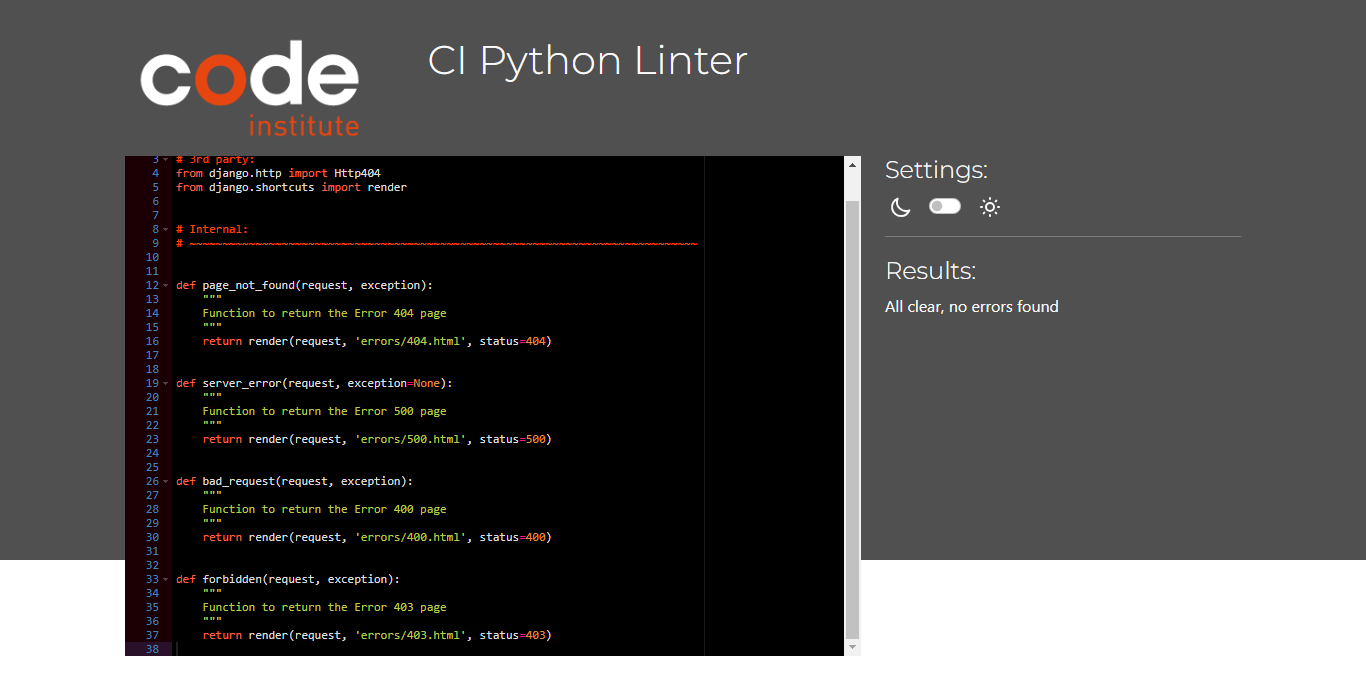 code
institute
CI Python Linter
3 # 3rd party:
4 from django.http import Http404
5 from django.shortcuts import render
6
7
8 # Internal:
9 # ~~~~~~~~~~~~~~~~~~~~~~~~~~~~~~~~~~~~~~~~~~~~~~~~~~~~~~~~~~~~~~~~~~~~~~~~~~~~~
10
11
12 def page_not_found(request, exception):
13     """
14     Function to return the Error 404 page
15     """
16     return render(request, 'errors/404.html', status=404)
17
18
19 def server_error(request, exception=None):
20     """
21     Function to return the Error 500 page
22     """
23     return render(request, 'errors/500.html', status=500)
24
25
26 def bad_request(request, exception):
27     """
28     Function to return the Error 400 page
29     """
30     return render(request, 'errors/400.html', status=400)
31
32
33 def forbidden(request, exception):
34     """
35     Function to return the Error 403 page
36     """
37     return render(request, 'errors/403.html', status=403)
38
Settings:
Results:
All clear, no errors found